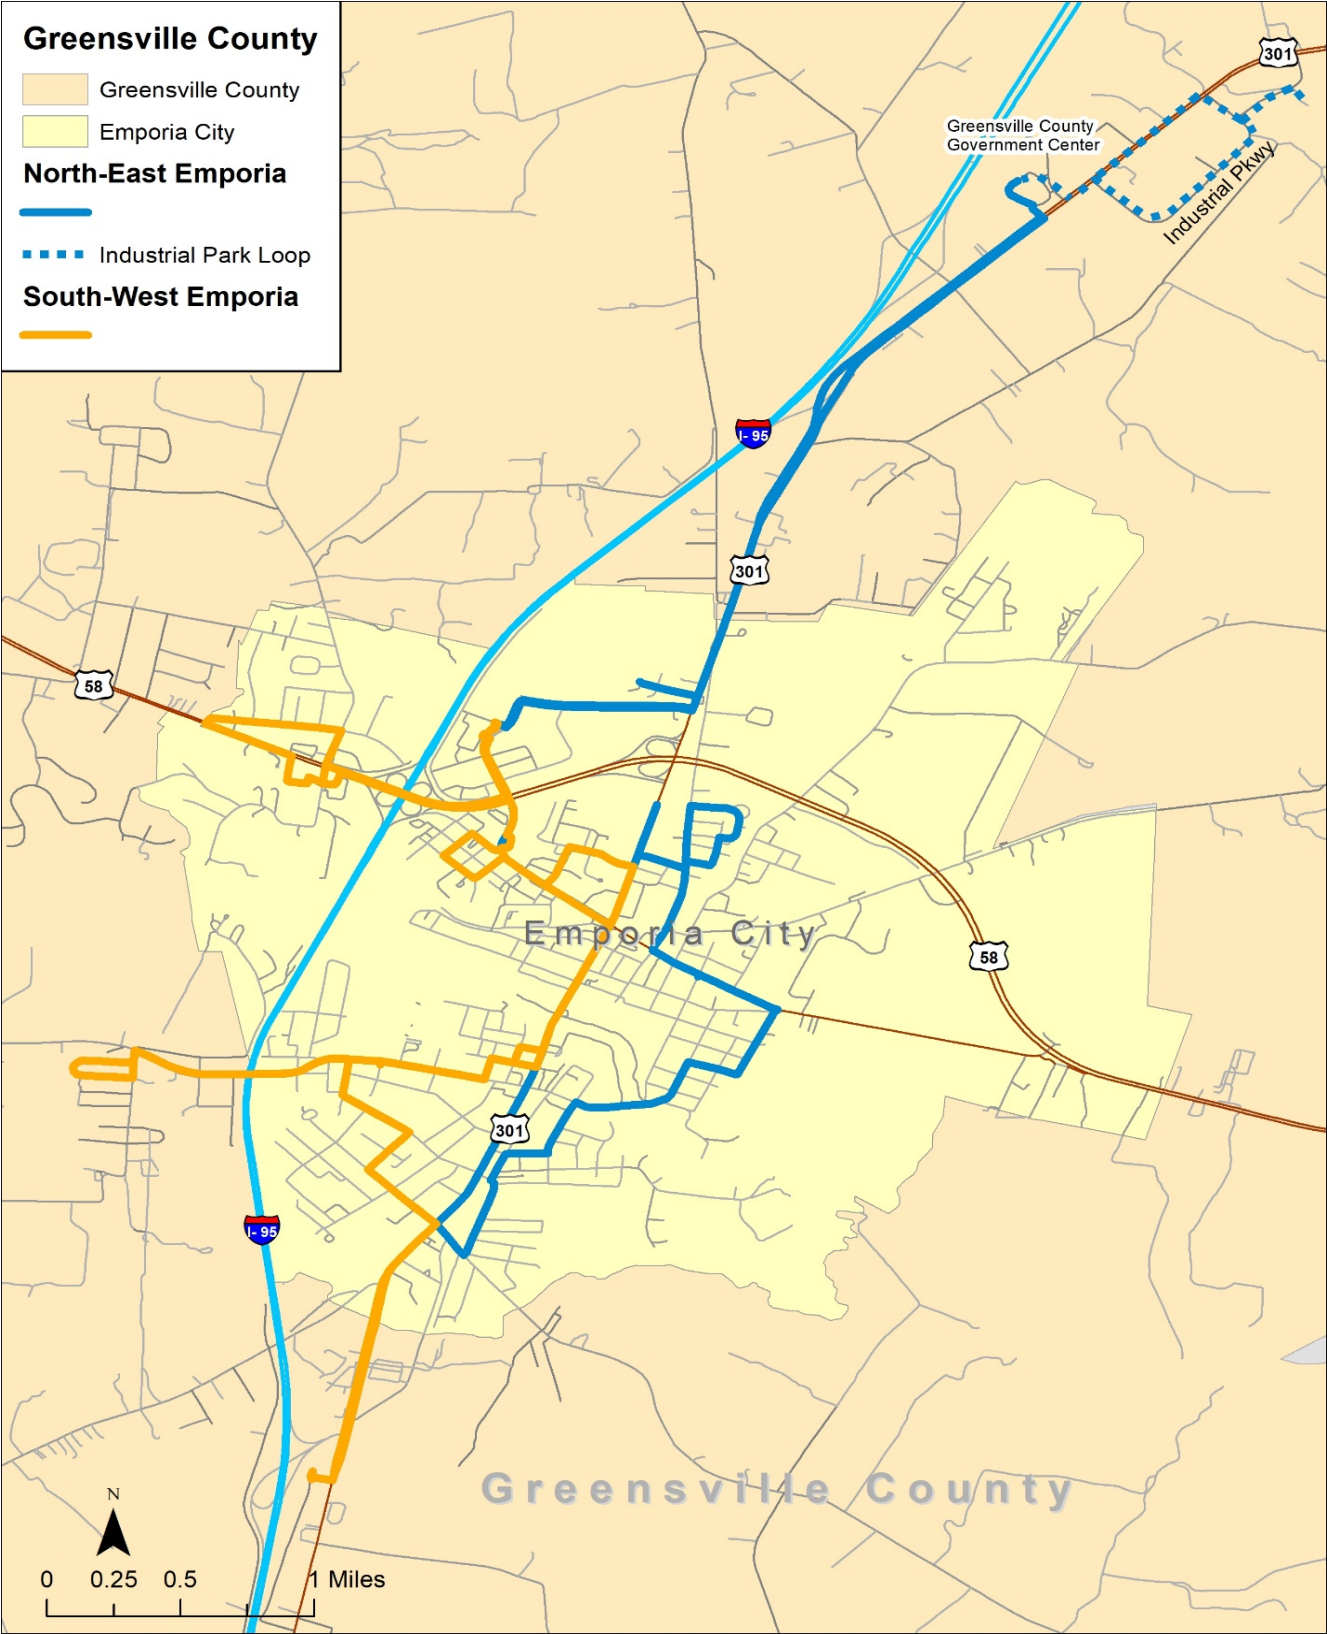 Greensville County
Greensville County
Emporia City
North-East Emporia
Industrial Park Loop
South-West Emporia
301
Greensville County
Government Center
Industrial Pkwy
I- 95
301
58
Emporia City
58
301
I- 95
Greensville County
N
0 0.25 0.5 1 Miles